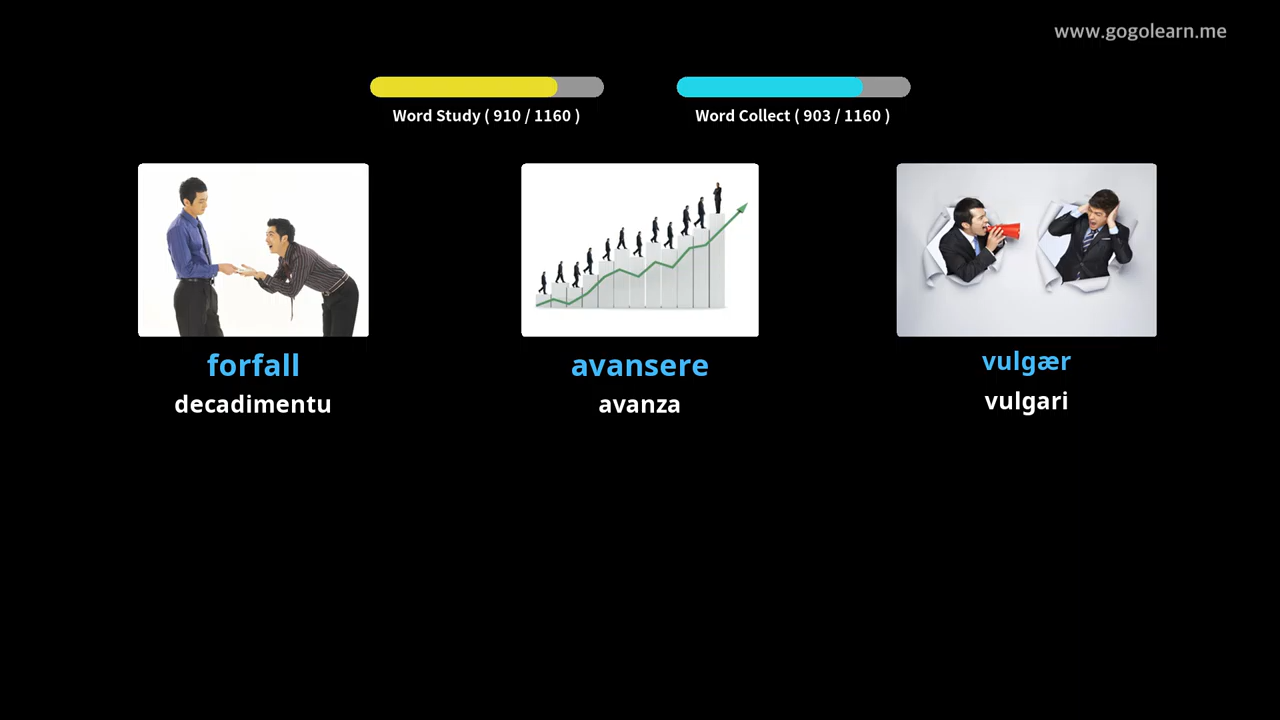 www.gogolearn.me
Word Study ( 910 / 1160 )
Word Collect ( 903 / 1160 )
forfall
decadimentu
avansere
avanza
vulgær
vulgari